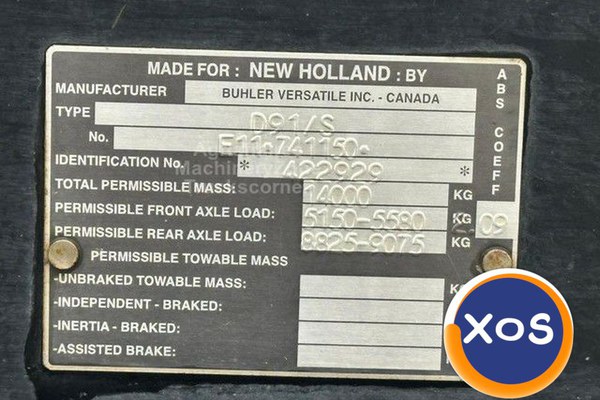 MADE FOR : NEW HOLLAND : BY
MANUFACTURER BUHLER VERSATILE INC. - CANADA
TYPE D91/S
No. E11*741150*
IDENTIFICATION No. * 422929 *
TOTAL PERMISSIBLE MASS: 14000 KG
PERMISSIBLE FRONT AXLE LOAD: 5150-5580 KG
PERMISSIBLE REAR AXLE LOAD: 8825-9075 KG
PERMISSIBLE TOWABLE MASS
-UNBRAKED TOWABLE MASS: KG
-INDEPENDENT - BRAKED:
-INERTIA - BRAKED:
-ASSISTED BRAKE:
ABS COEFF
09
XOS